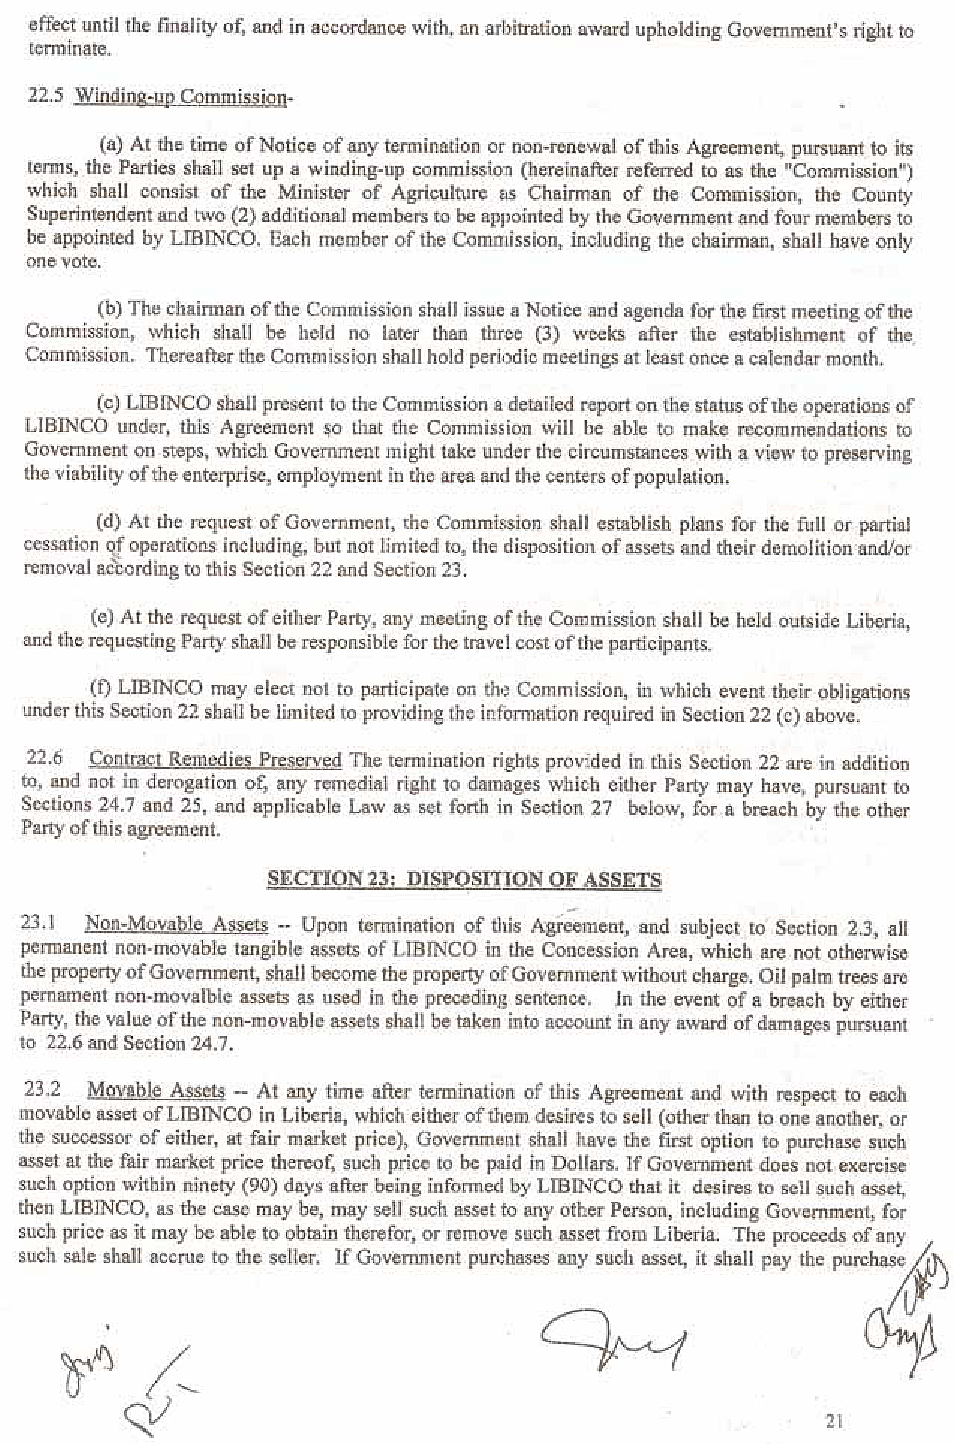 effect until the finality of, and in accordance with, an arbitration award upholding Government's right to
terminate.
22.5 Winding-up Commission-
(a) At the time of Notice of any termination or non-renewal of this Agreement, pursuant to its
terms, the Parties shall set up a winding-up commission (hereinafter referred to as the "Commission")
which shall consist of the Minister of Agriculture as Chairman of the Commission, the County
Superintendent and two (2) additional members to be appointed by the Government and four members to
be appointed by LIBINCO. Each member of the Commission, including the chairman, shall have only
one vote.
(b) The chairman of the Commission shall issue a Notice and agenda for the first meeting of the
Commission, which shall be held no later than three (3) weeks after the establishment of the
Commission. Thereafter the Commission shall hold periodic meetings at least once a calendar month.
(c) LIBINCO shall present to the Commission a detailed report on the status of the operations of
LIBINCO under, this Agreement so that the Commission will be able to make recommendations to
Government on steps, which Government might take under the circumstances with a view to preserving
the viability of the enterprise, employment in the area and the centers of population.
(d) At the request of Government, the Commission shall establish plans for the full or partial
cessation of operations including, but not limited to, the disposition of assets and their demolition and/or
removal according to this Section 22 and Section 23.
(e) At the request of either Party, any meeting of the Commission shall be held outside Liberia,
and the requesting Party shall be responsible for the travel cost of the participants.
(f) LIBINCO may elect not to participate on the Commission, in which event their obligations
under this Section 22 shall be limited to providing the information required in Section 22 (c) above.
22.6 Contract Remedies Preserved The termination rights provided in this Section 22 are in addition
to, and not in derogation of, any remedial right to damages which either Party may have, pursuant to
Sections 24.7 and 25, and applicable Law as set forth in Section 27 below, for a breach by the other
Party of this agreement.
SECTION 23: DISPOSITION OF ASSETS
23.1 Non-Movable Assets -- Upon termination of this Agreement, and subject to Section 2.3, all
permanent non-movable tangible assets of LIBINCO in the Concession Area, which are not otherwise
the property of Government, shall become the property of Government without charge. Oil palm trees are
pernament non-movalble assets as used in the preceding sentence. In the event of a breach by either
Party, the value of the non-movable assets shall be taken into account in any award of damages pursuant
to 22.6 and Section 24.7.
23.2 Movable Assets -- At any time after termination of this Agreement and with respect to each
movable asset of LIBINCO in Liberia, which either of them desires to sell (other than to one another, or
the successor of either, at fair market price), Government shall have the first option to purchase such
asset at the fair market price thereof, such price to be paid in Dollars. If Government does not exercise
such option within ninety (90) days after being informed by LIBINCO that it desires to sell such asset,
then LIBINCO, as the case may be, may sell such asset to any other Person, including Government, for
such price as it may be able to obtain therefor, or remove such asset from Liberia. The proceeds of any
such sale shall accrue to the seller. If Government purchases any such asset, it shall pay the purchase
21